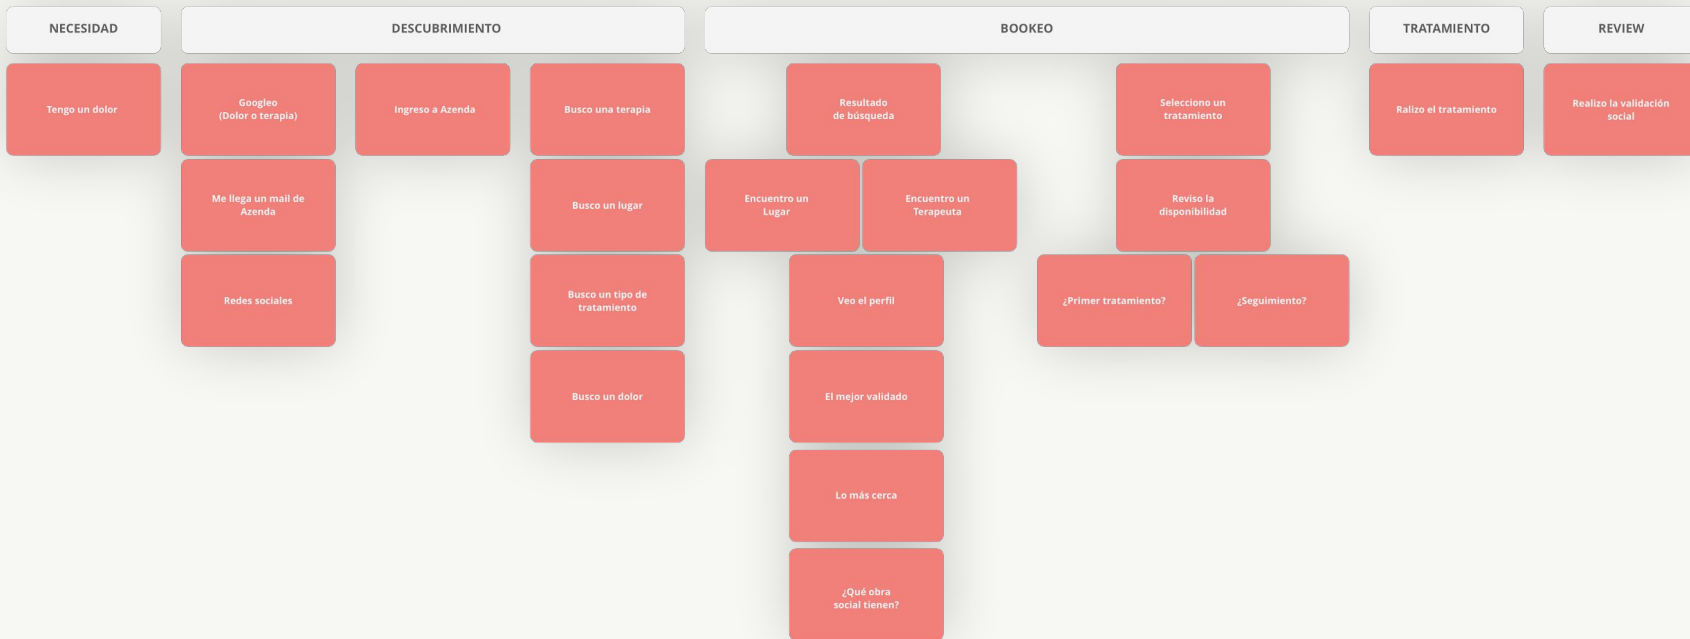 NECESIDAD
DESCUBRIMIENTO
BOOKEO
TRATAMIENTO
REVIEW
Tengo un dolor
Googleo
(Dolor o terapia)
Ingreso a Azenda
Busco una terapia
Resultado
de búsqueda
Selecciono un
tratamiento
Ralizo el tratamiento
Realizo la validación
social
Me llega un mail de
Azenda
Busco un lugar
Encuentro un
Lugar
Encuentro un
Terapeuta
Reviso la
disponibilidad
Redes sociales
Busco un tipo de
tratamiento
Veo el perfil
¿Primer tratamiento?
¿Seguimiento?
Busco un dolor
El mejor validado
Lo más cerca
¿Qué obra
social tienen?